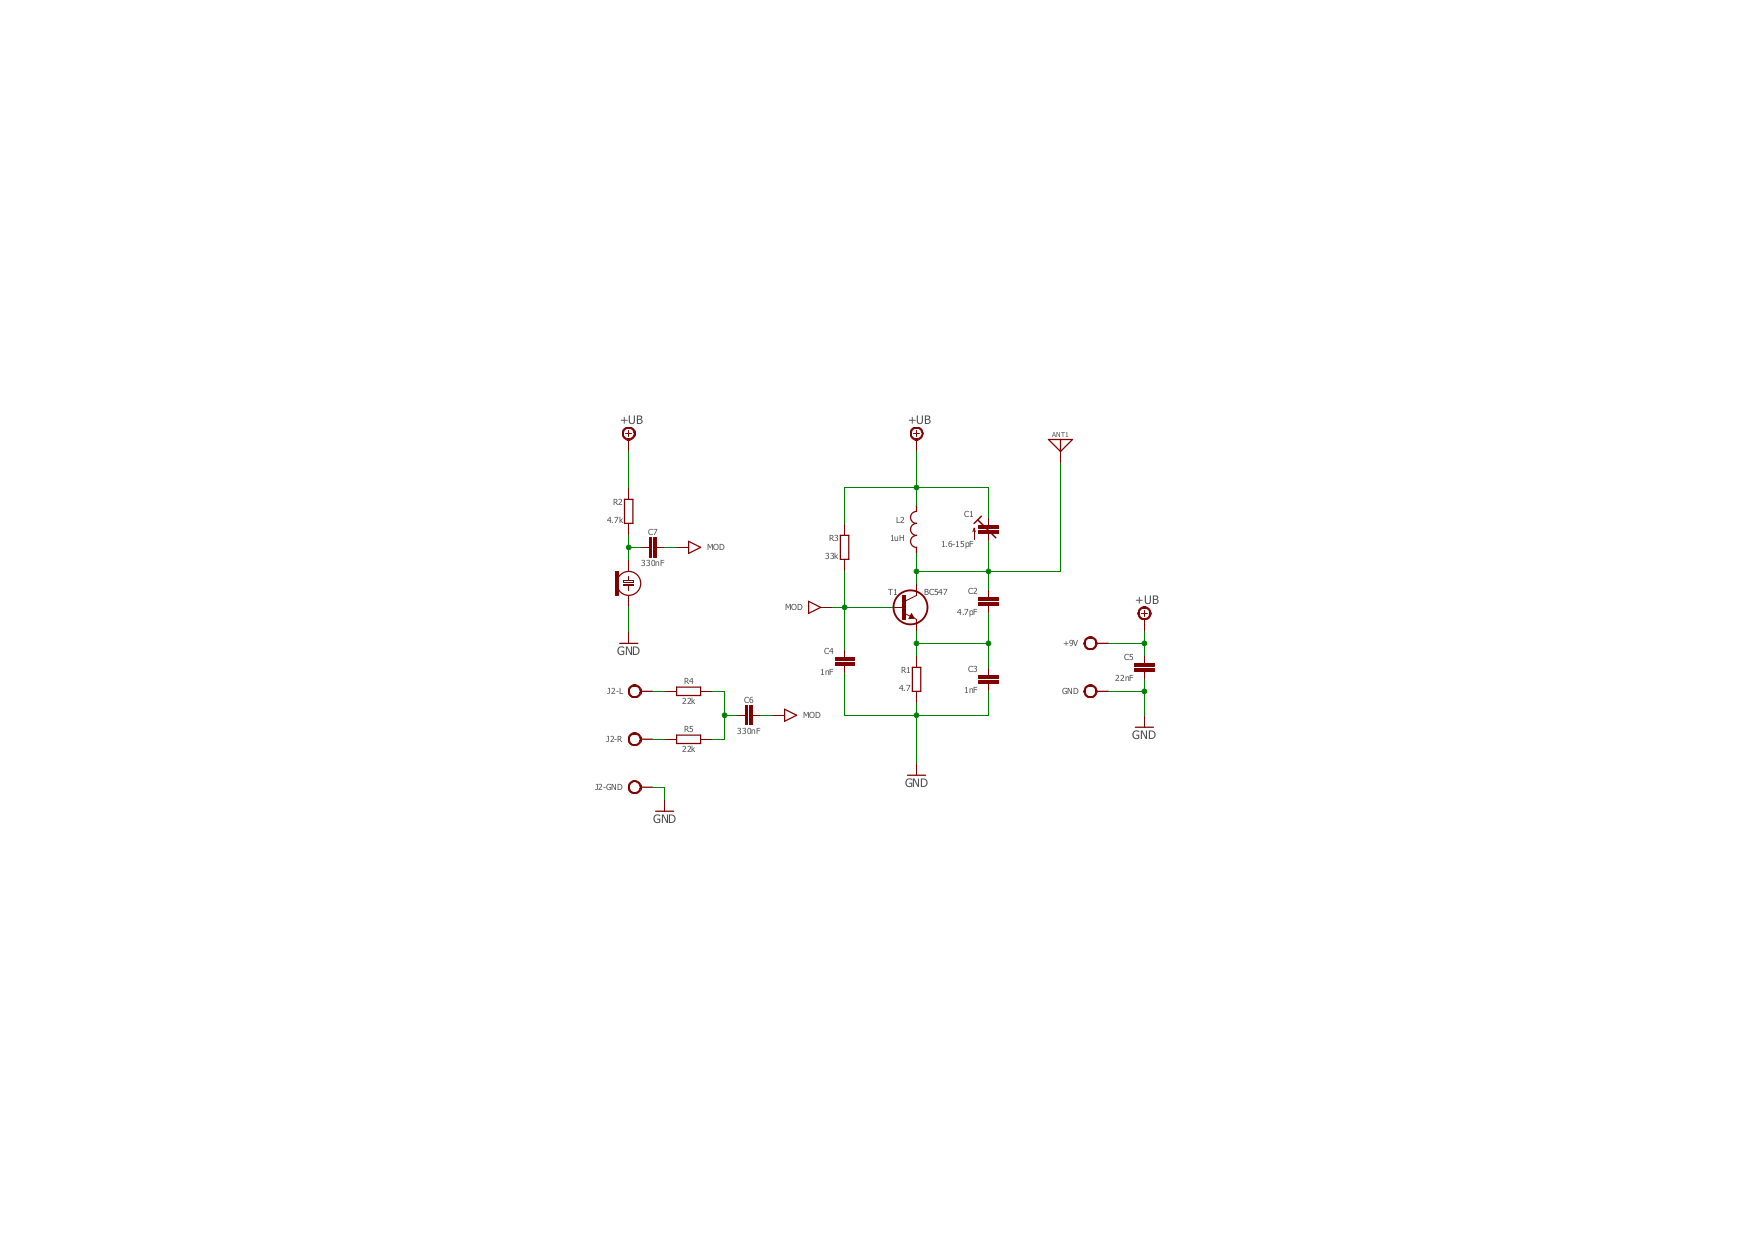 +UB
R2
4.7k
C7
330nF
MOD
GND
J2-L
R4
22k
C6
330nF
MOD
J2-R
R5
22k
J2-GND
GND
+UB
ANT1
L2
1uH
C1
1.6-15pF
R3
33k
MOD
T1
BC547
C2
4.7pF
C4
1nF
R1
4.7
C3
1nF
GND
+UB
+9V
C5
22nF
GND
GND